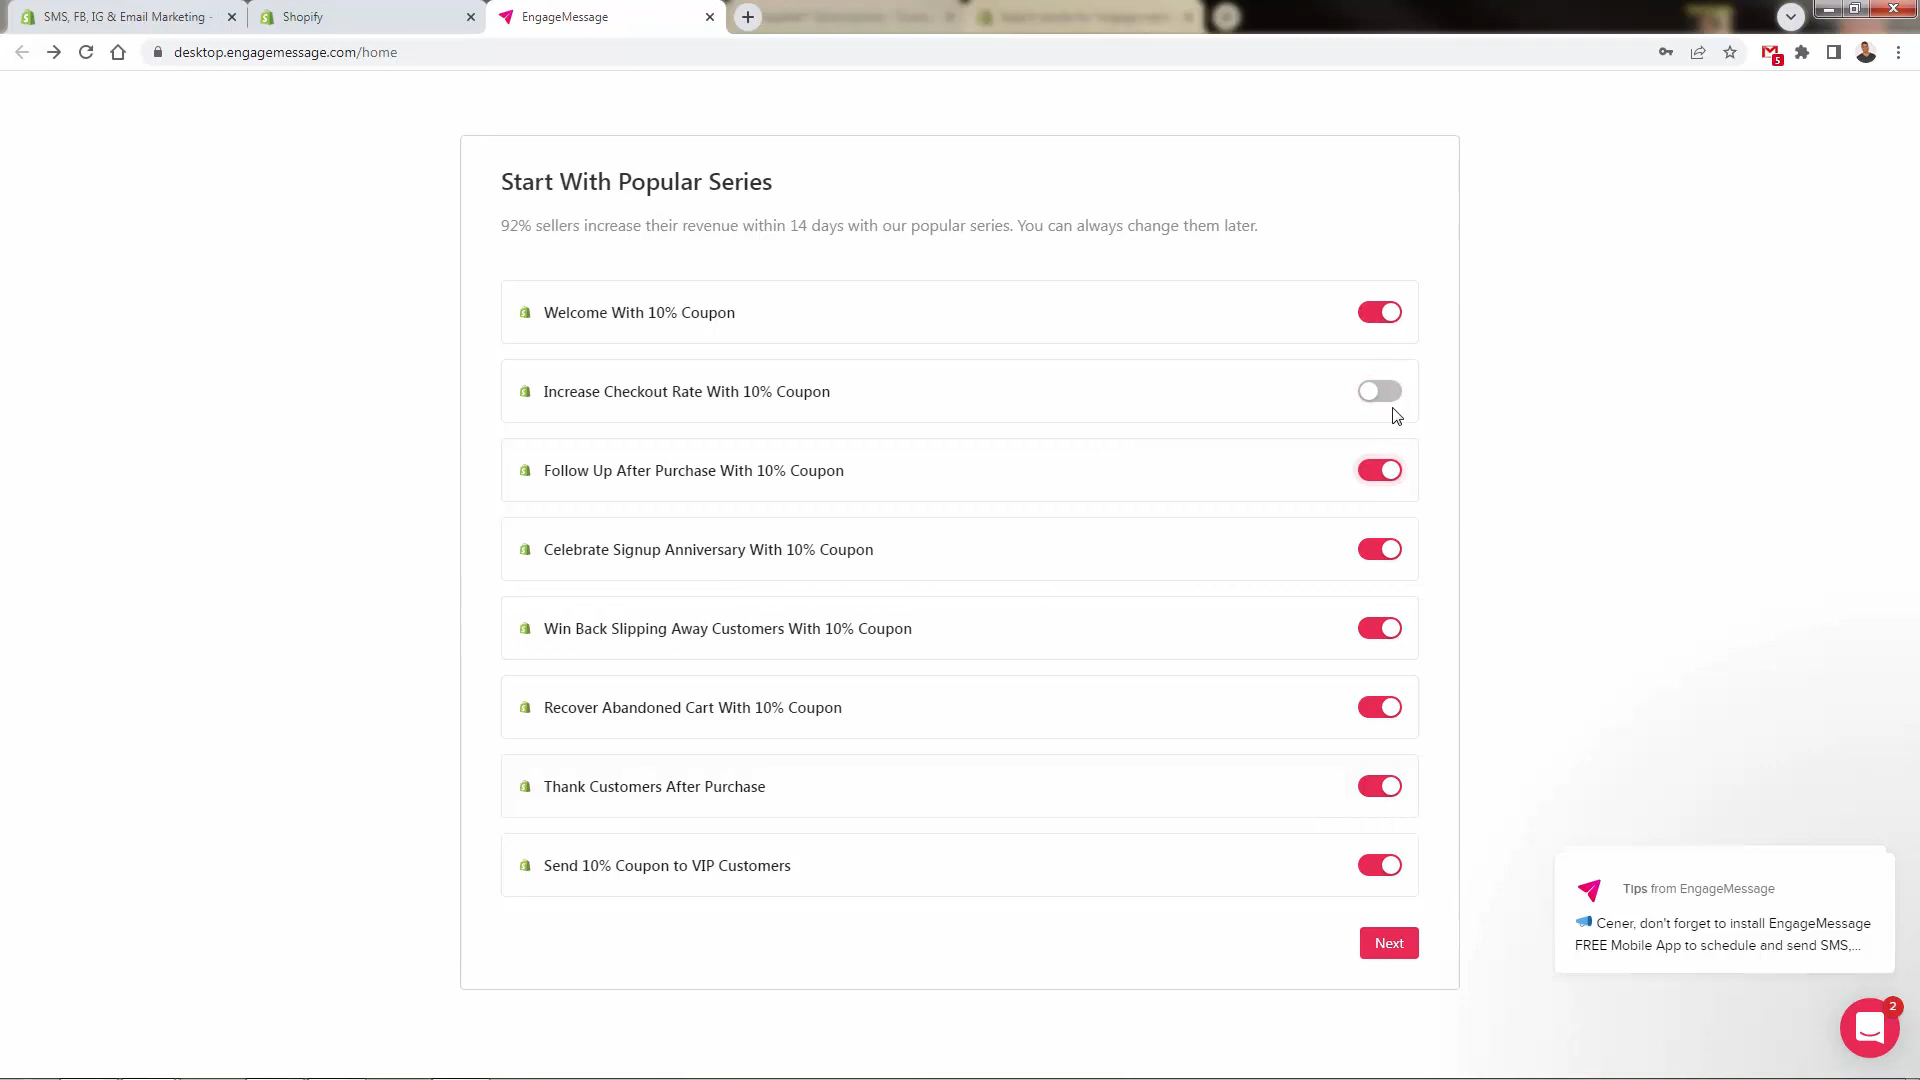 SMS, FB, IG & Email Marketing -
Shopify
EngageMessage
desktop.engagemessage.com/home
5
Start With Popular Series
92% sellers increase their revenue within 14 days with our popular series. You can always change them later.
Welcome With 10% Coupon
Increase Checkout Rate With 10% Coupon
Follow Up After Purchase With 10% Coupon
Celebrate Signup Anniversary With 10% Coupon
Win Back Slipping Away Customers With 10% Coupon
Recover Abandoned Cart With 10% Coupon
Thank Customers After Purchase
Send 10% Coupon to VIP Customers
Next
Tips from EngageMessage
Cener, don't forget to install EngageMessage
FREE Mobile App to schedule and send SMS,...
2